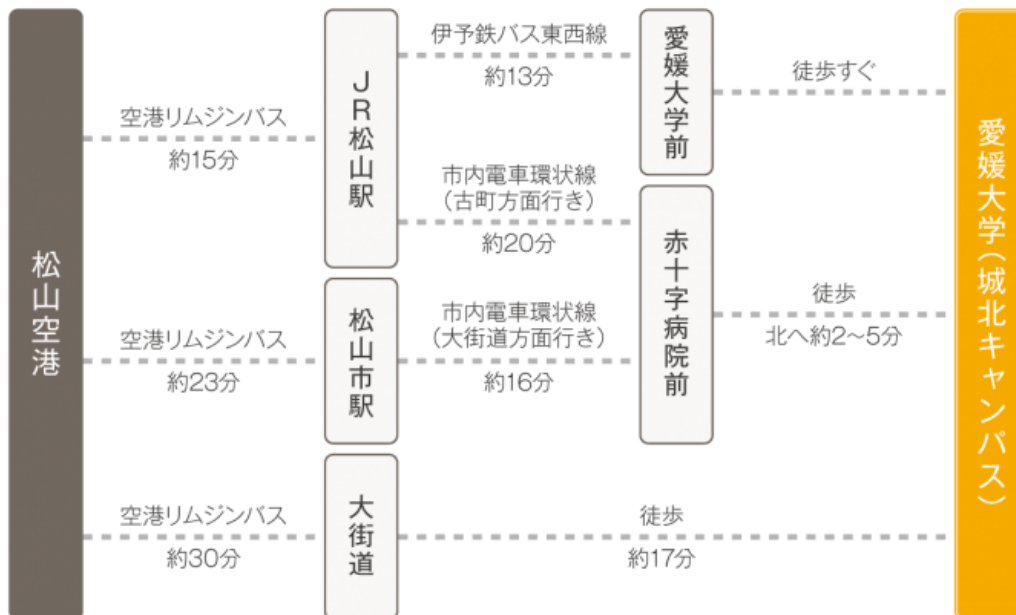 松山空港
空港リムジンバス
約15分
JR松山駅
伊予鉄バス東西線
約13分
愛媛大学前
徒歩すぐ
市内電車環状線
（古町方面行き）
約20分
空港リムジンバス
約23分
松山市駅
市内電車環状線
（大街道方面行き）
約16分
赤十字病院前
徒歩
北へ約2〜5分
空港リムジンバス
約30分
大街道
徒歩
約17分
愛媛大学（城北キャンパス）